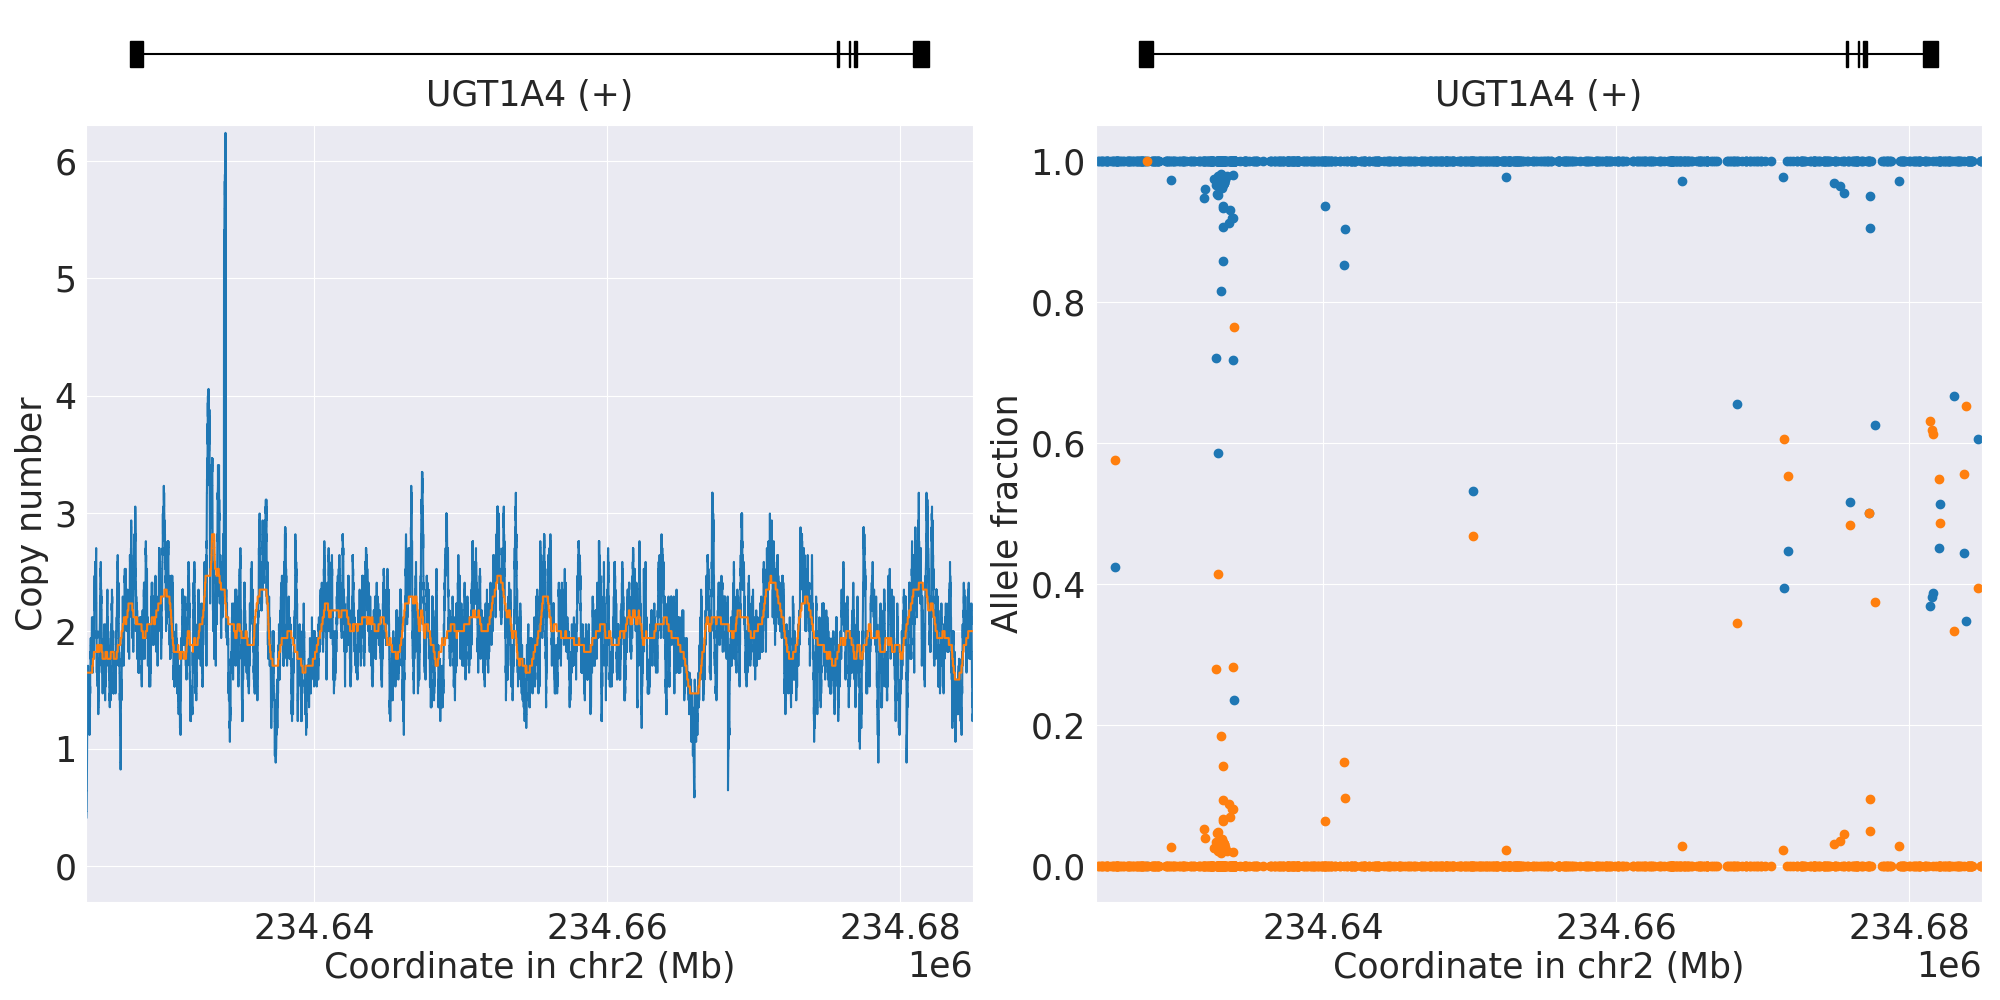 UGT1A4 (+)
6
5
4
3
2
1
0
Copy number
234.64
234.66
234.68
Coordinate in chr2 (Mb)
1e6
UGT1A4 (+)
1.0
0.8
0.6
0.4
0.2
0.0
Allele fraction
234.64
234.66
234.68
Coordinate in chr2 (Mb)
1e6